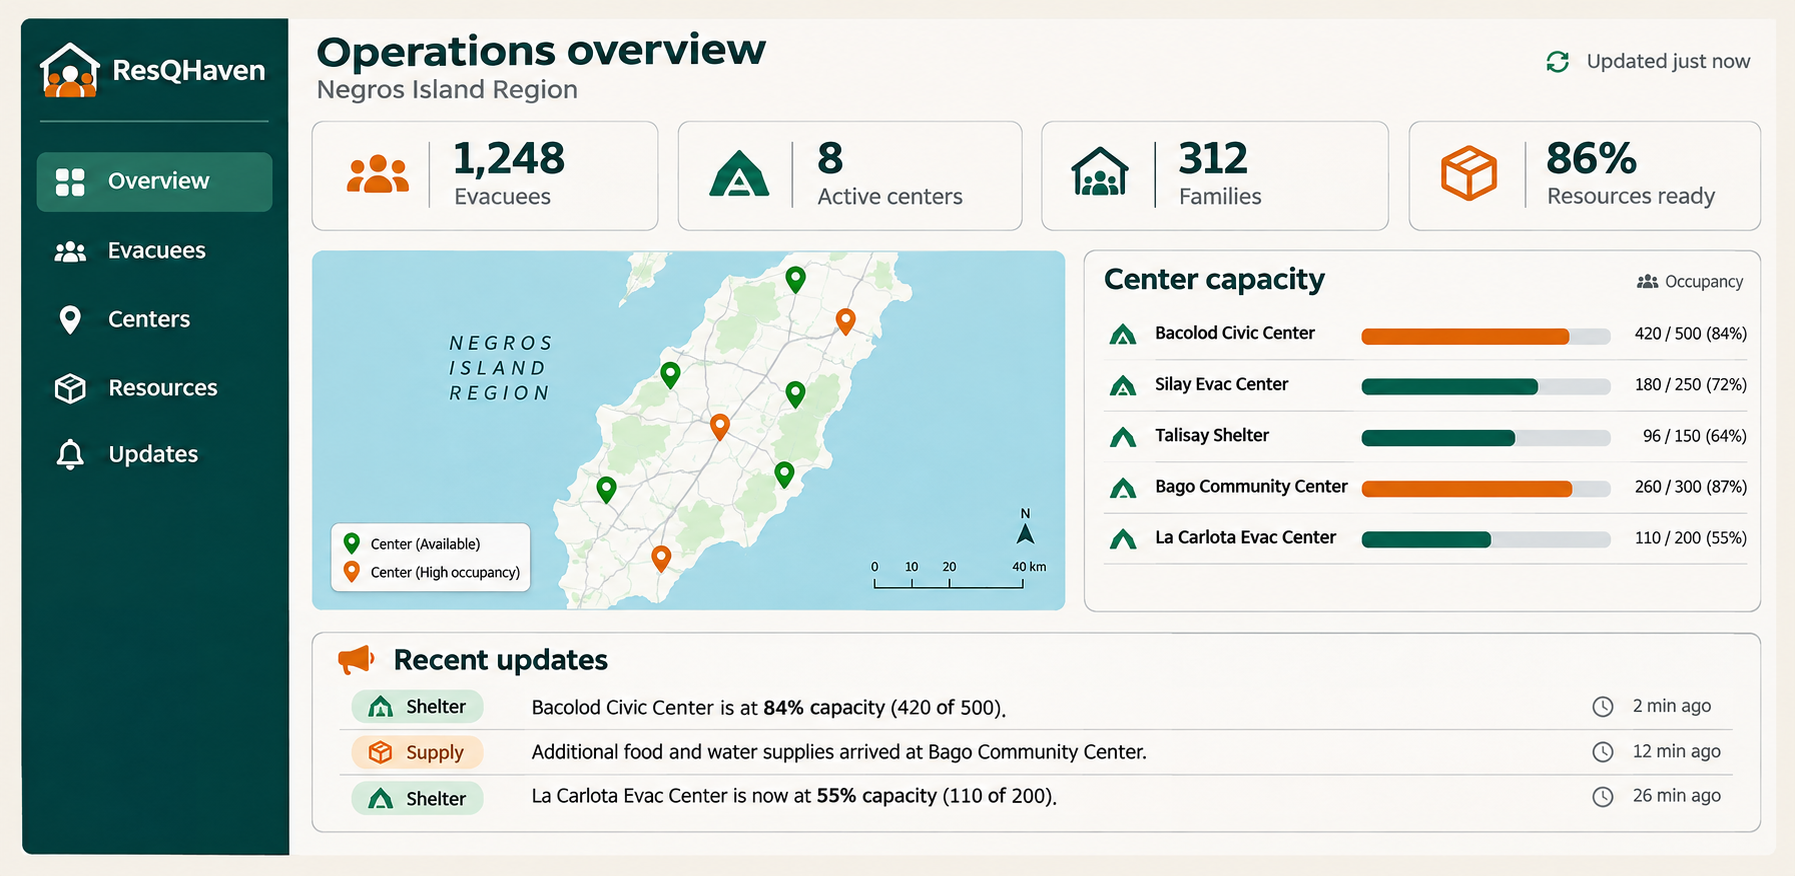 ResQHaven
Overview
Evacuees
Centers
Resources
Updates
Operations overview
Negros Island Region
Updated just now
1,248
Evacuees
8
Active centers
312
Families
86%
Resources ready
NEGROS
ISLAND
REGION
Center (Available)
Center (High occupancy)
N
0 10 20 40 km
Center capacity
Occupancy
Bacolod Civic Center 420 / 500 (84%)
Silay Evac Center 180 / 250 (72%)
Talisay Shelter 96 / 150 (64%)
Bago Community Center 260 / 300 (87%)
La Carlota Evac Center 110 / 200 (55%)
Recent updates
Shelter Bacolod Civic Center is at 84% capacity (420 of 500). 2 min ago
Supply Additional food and water supplies arrived at Bago Community Center. 12 min ago
Shelter La Carlota Evac Center is now at 55% capacity (110 of 200). 26 min ago